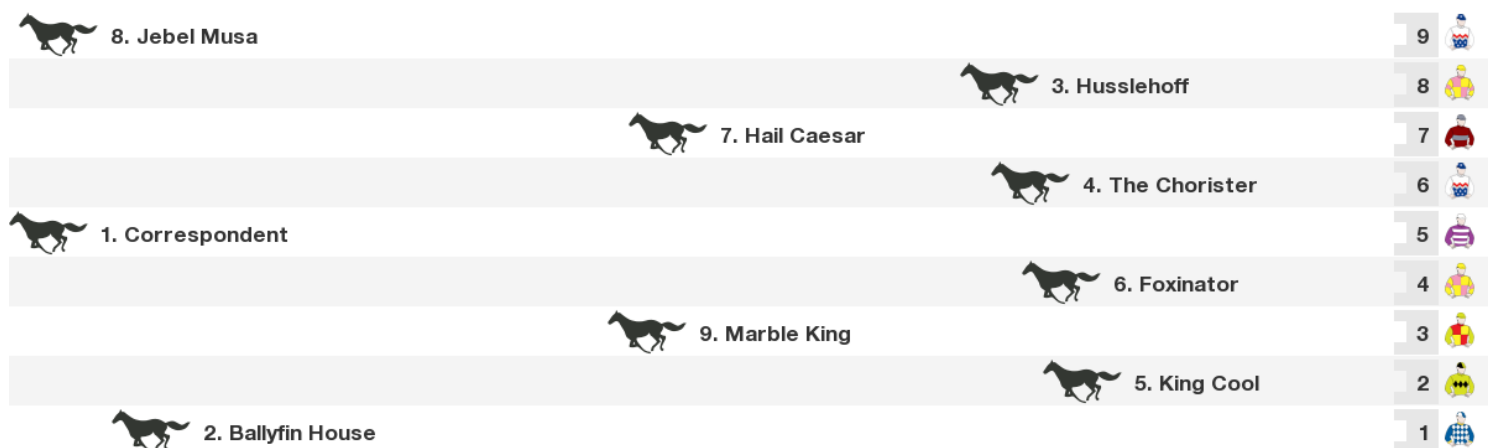 8. Jebel Musa 9
3. Husslehoff 8
7. Hail Caesar 7
4. The Chorister 6
1. Correspondent 5
6. Foxinator 4
9. Marble King 3
5. King Cool 2
2. Ballyfin House 1